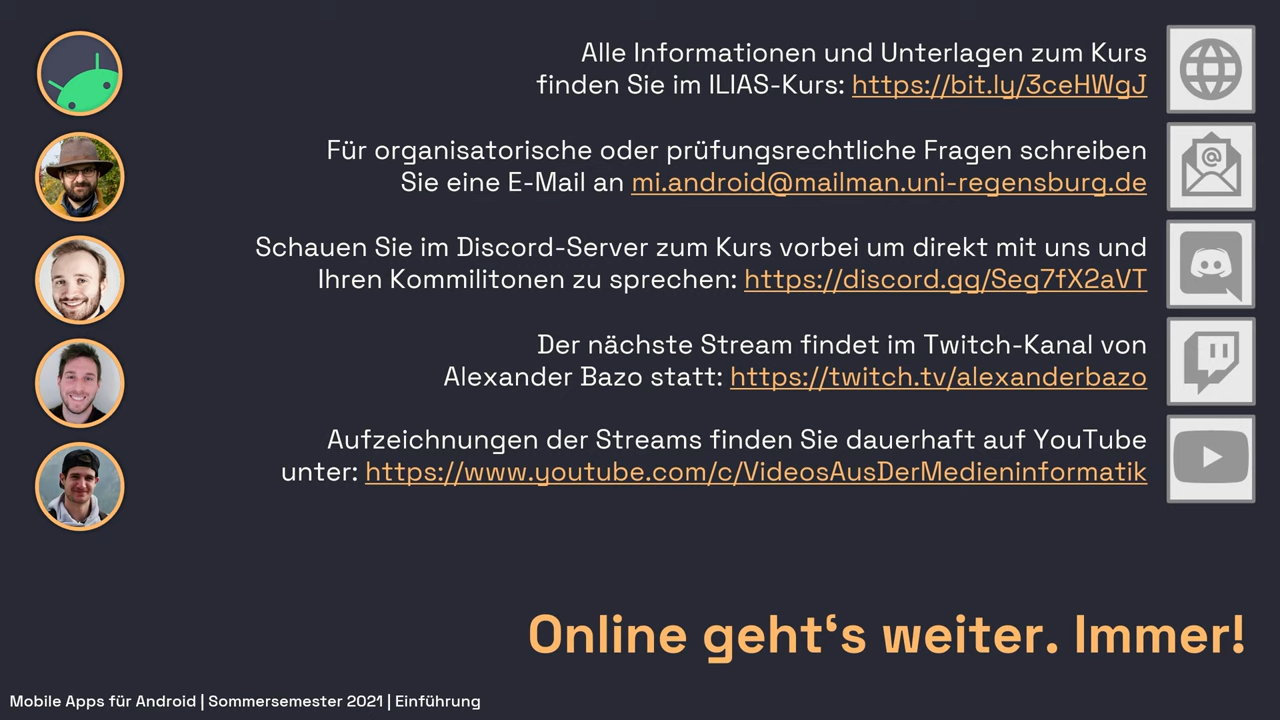 Alle Informationen und Unterlagen zum Kurs
finden Sie im ILIAS-Kurs: https://bit.ly/3ceHWgJ
Für organisatorische oder prüfungsrechtliche Fragen schreiben
Sie eine E-Mail an mi.android@mailman.uni-regensburg.de
Schauen Sie im Discord-Server zum Kurs vorbei um direkt mit uns und
Ihren Kommilitonen zu sprechen: https://discord.gg/Seg7fX2aVT
Der nächste Stream findet im Twitch-Kanal von
Alexander Bazo statt: https://twitch.tv/alexanderbazo
Aufzeichnungen der Streams finden Sie dauerhaft auf YouTube
unter: https://www.youtube.com/c/VideosAusDerMedieninformatik
Online geht‘s weiter. Immer!
Mobile Apps für Android | Sommersemester 2021 | Einführung